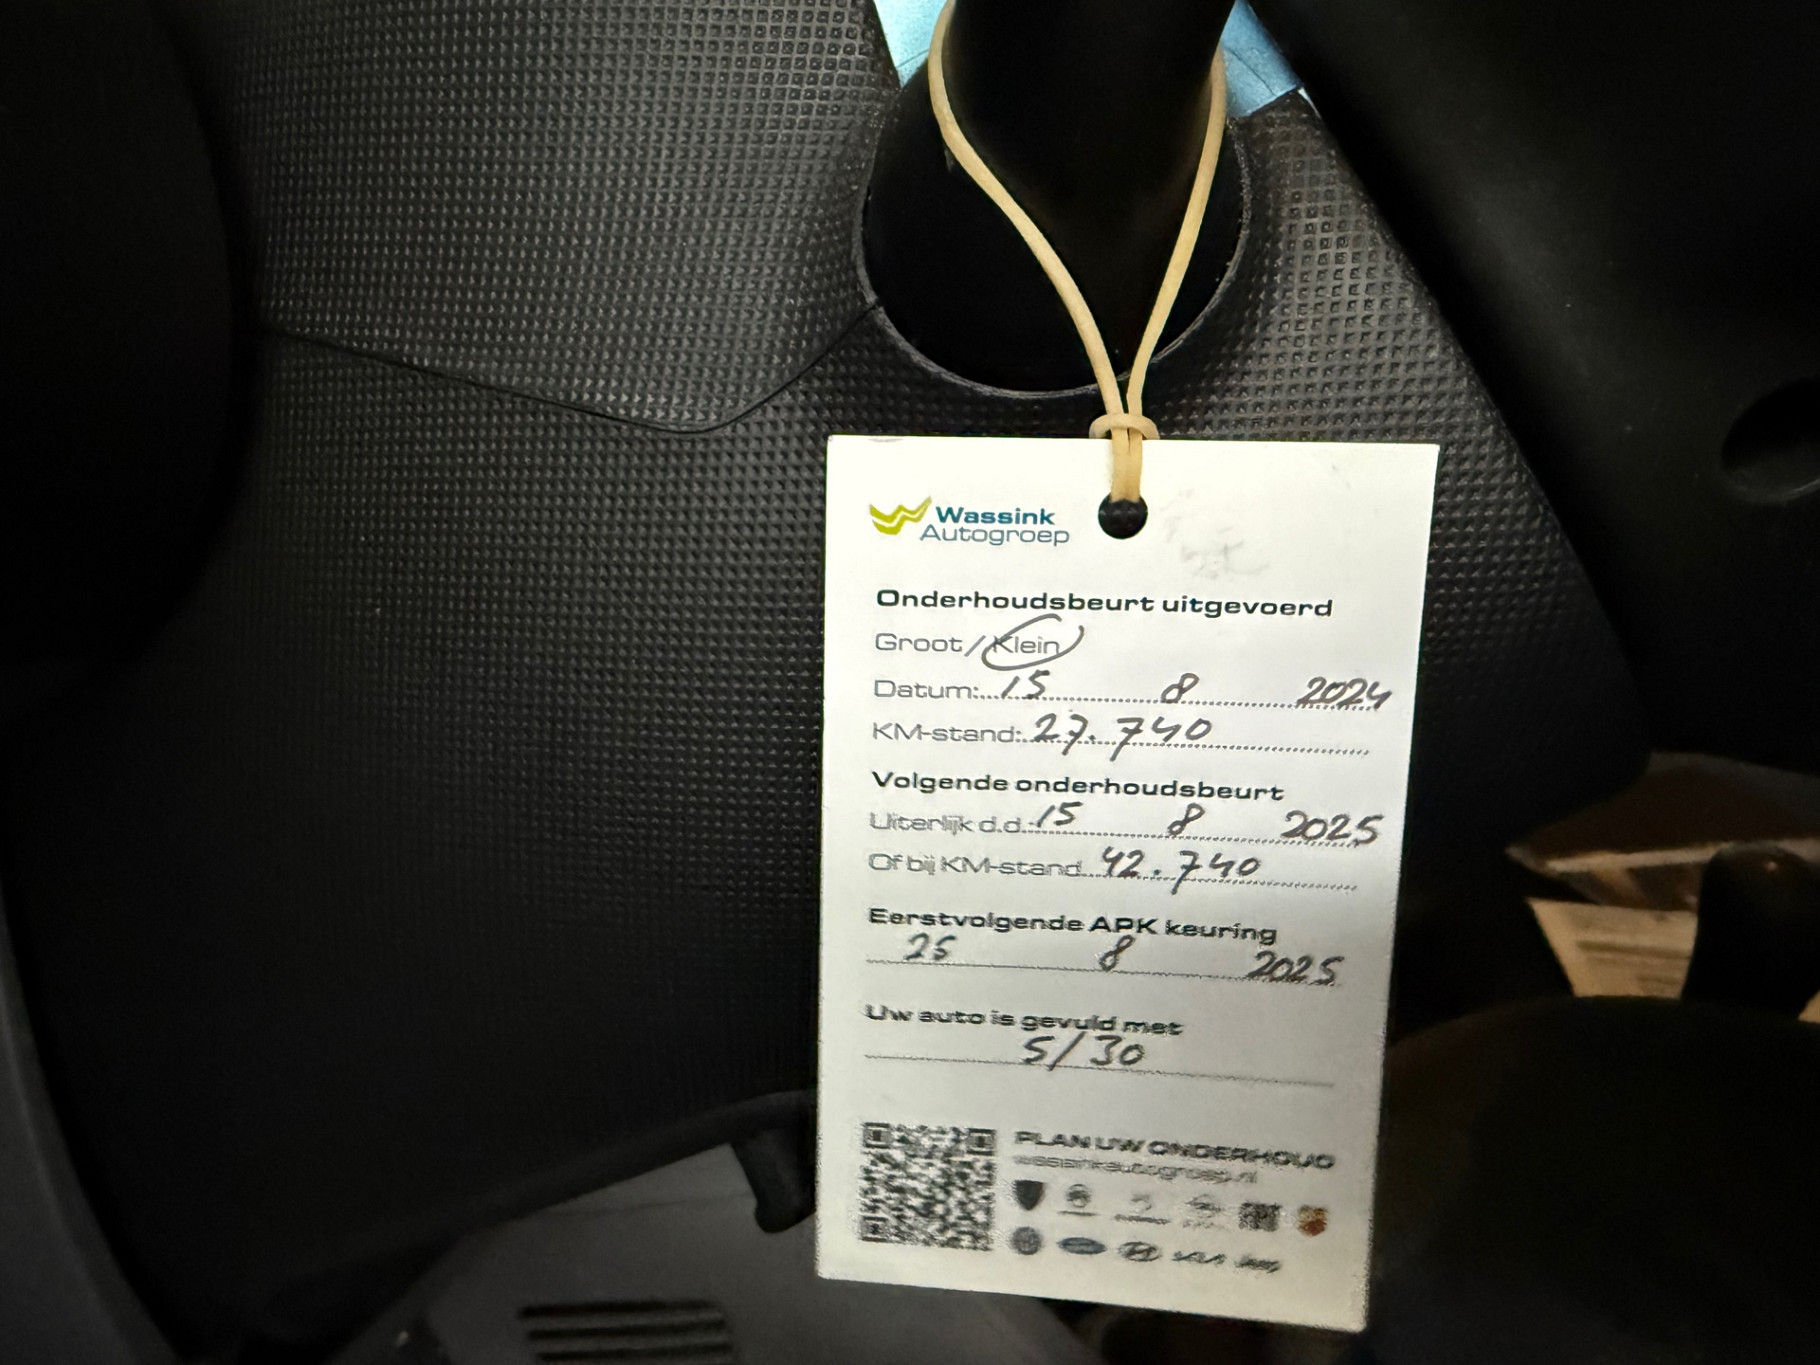 Wassink
Autogroep
Onderhoudsbeurt uitgevoerd
Groot/Klein
Datum:...15 8 2024
KM-stand:..27.740
Volgende onderhoudsbeurt
Uiterlijk d.d..15 8 2025
Of bij KM-stand..42.740
Eerstvolgende APK keuring
25 8 2025
Uw auto is gevuld met
5/30
PLAN UW ONDERHOUD
wassinkautogroep.nl